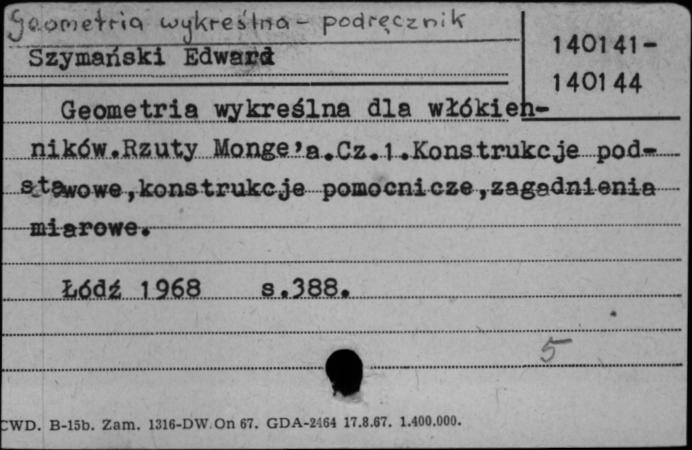 Geometria wykreślna - podręcznik
Szymański Edward
140141-
140144
Geometria wykreślna dla włókien-
ników.Rzuty Monge'a.Cz.1.Konstrukcje pod-
stawowe,konstrukcje pomocnicze,zagadnienia
miarowe.
Łódź 1968 s.388.
5
CWD. B-15b. Zam. 1316-DW.On 67. GDA-2464 17.8.67. 1.400.000.